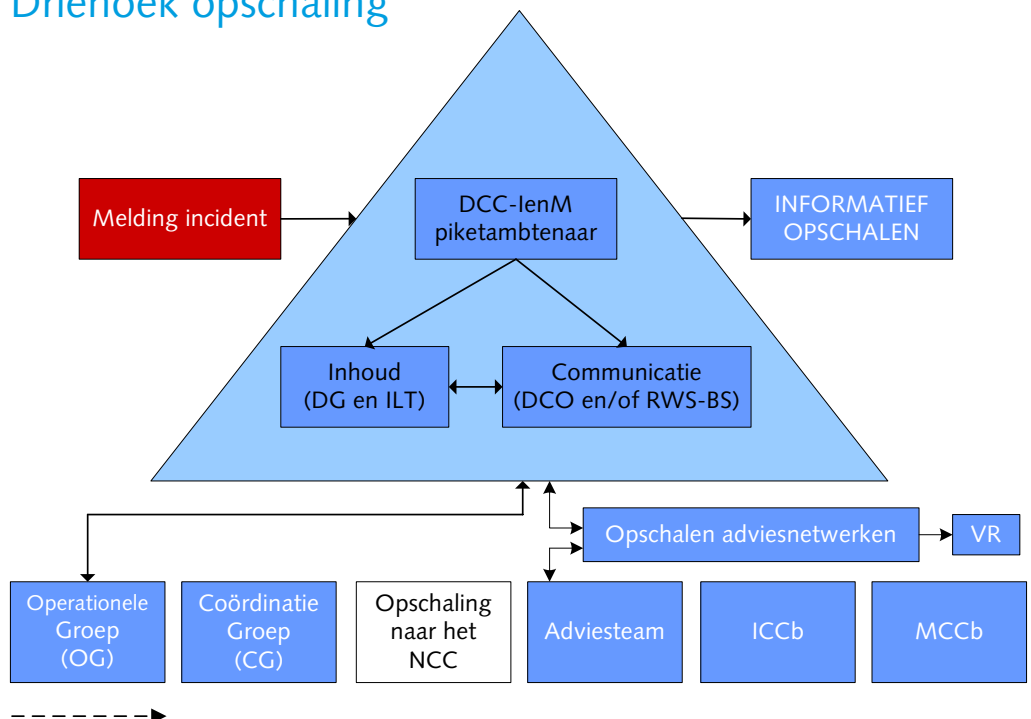 Driehoek opschaling
Melding incident
DCC-IenM
piketambtenaar
INFORMATIEF
OPSCHALEN
Inhoud
(DG en ILT)
Communicatie
(DCO en/of RWS-BS)
Opschalen adviesnetwerken
VR
Operationele
Groep
(OG)
Coördinatie
Groep
(CG)
Opschaling
naar het
NCC
Adviesteam
ICCb
MCCb